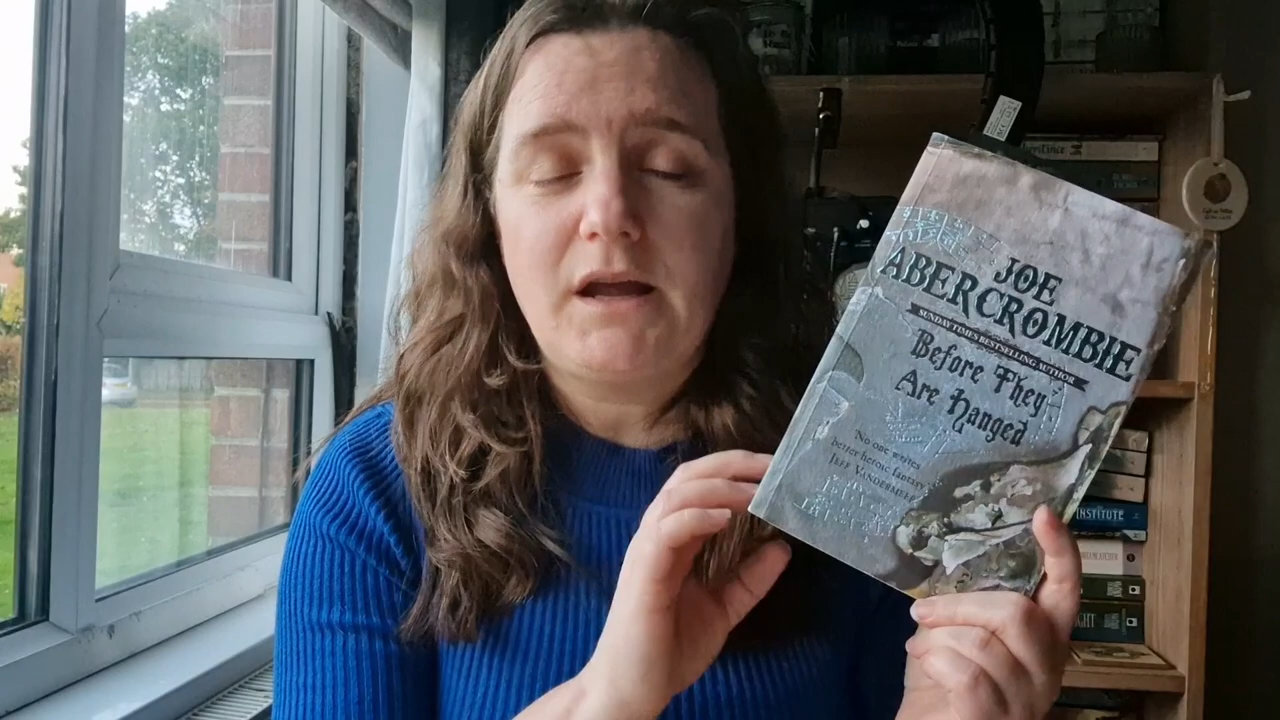 JOE
ABERCROMBIE
SUNDAY TIMES BESTSELLING AUTHOR
Before They
Are Hanged
'No one writes
better heroic fantasy'
JEFF VANDERMEER
INSTITUTE